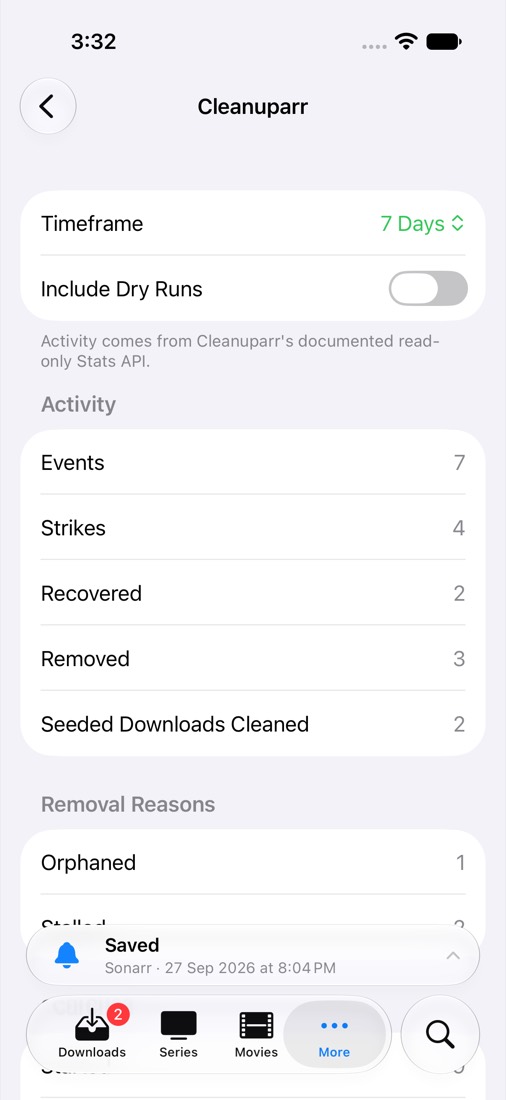 3:32
Cleanuparr
Timeframe
7 Days
Include Dry Runs
Activity comes from Cleanuparr's documented read-
only Stats API.
Activity
Events
7
Strikes
4
Recovered
2
Removed
3
Seeded Downloads Cleaned
2
Removal Reasons
Orphaned
1
Stalled
2
Saved
Sonarr · 27 Sep 2026 at 8:04 PM
2
Downloads
Series
Movies
More